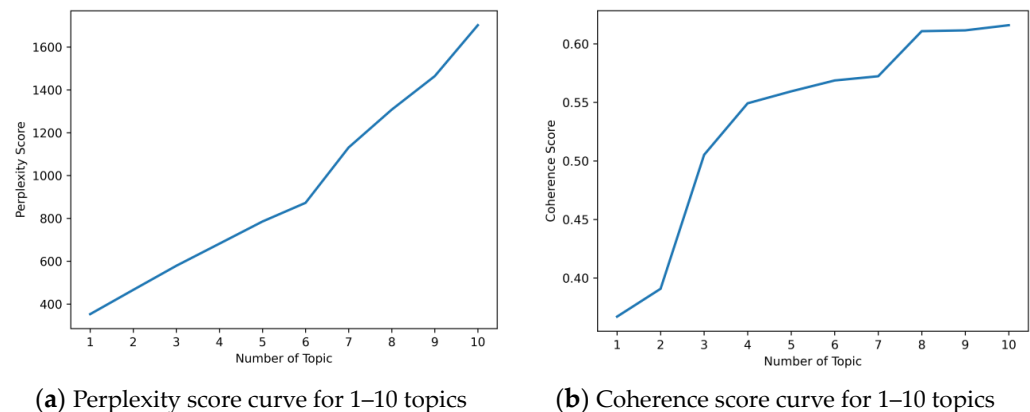 1600
1400
1200
1000
800
600
400
Perplexity Score
1 2 3 4 5 6 7 8 9 10
Number of Topic
(a) Perplexity score curve for 1–10 topics
0.60
0.55
0.50
0.45
0.40
Coherence Score
1 2 3 4 5 6 7 8 9 10
Number of Topic
(b) Coherence score curve for 1–10 topics